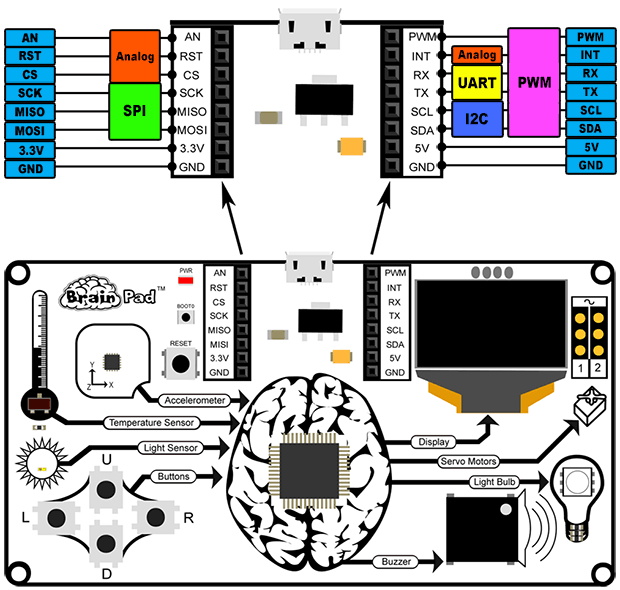 AN AN PWM PWM
RST Analog RST INT Analog INT
CS CS RX UART PWM RX
SCK SCK TX TX
MISO SPI MISO SCL I2C SCL
MOSI MOSI SDA SDA
3.3V 3.3V 5V 5V
GND GND GND GND
Brain Pad TM
PWR
BOOT0
RESET
AN PWM
RST INT
CS RX
SCK TX
MISO SCL
MISI SDA
3.3V 5V
GND GND
1 2
Y
Z X
Accelerometer
Temperature Sensor
Light Sensor
Buttons
U
L R
D
Display
Servo Motors
Light Bulb
Buzzer